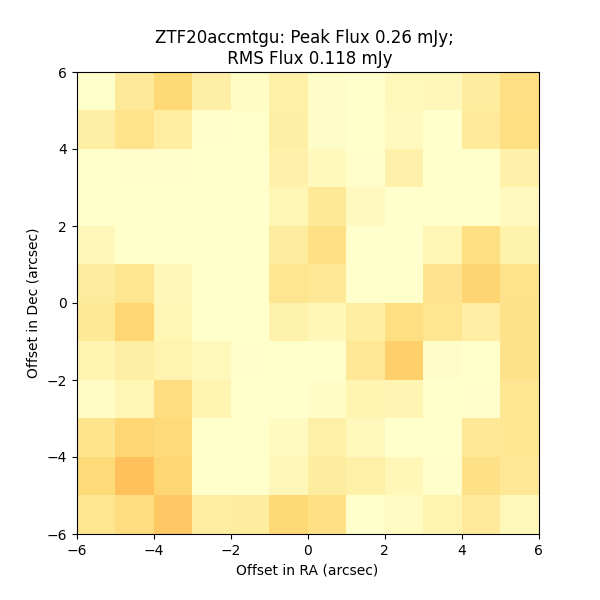 ZTF20accmtgu: Peak Flux 0.26 mJy;
RMS Flux 0.118 mJy
6
4
2
0
−2
−4
−6
Offset in Dec (arcsec)
−6 −4 −2 0 2 4 6
Offset in RA (arcsec)